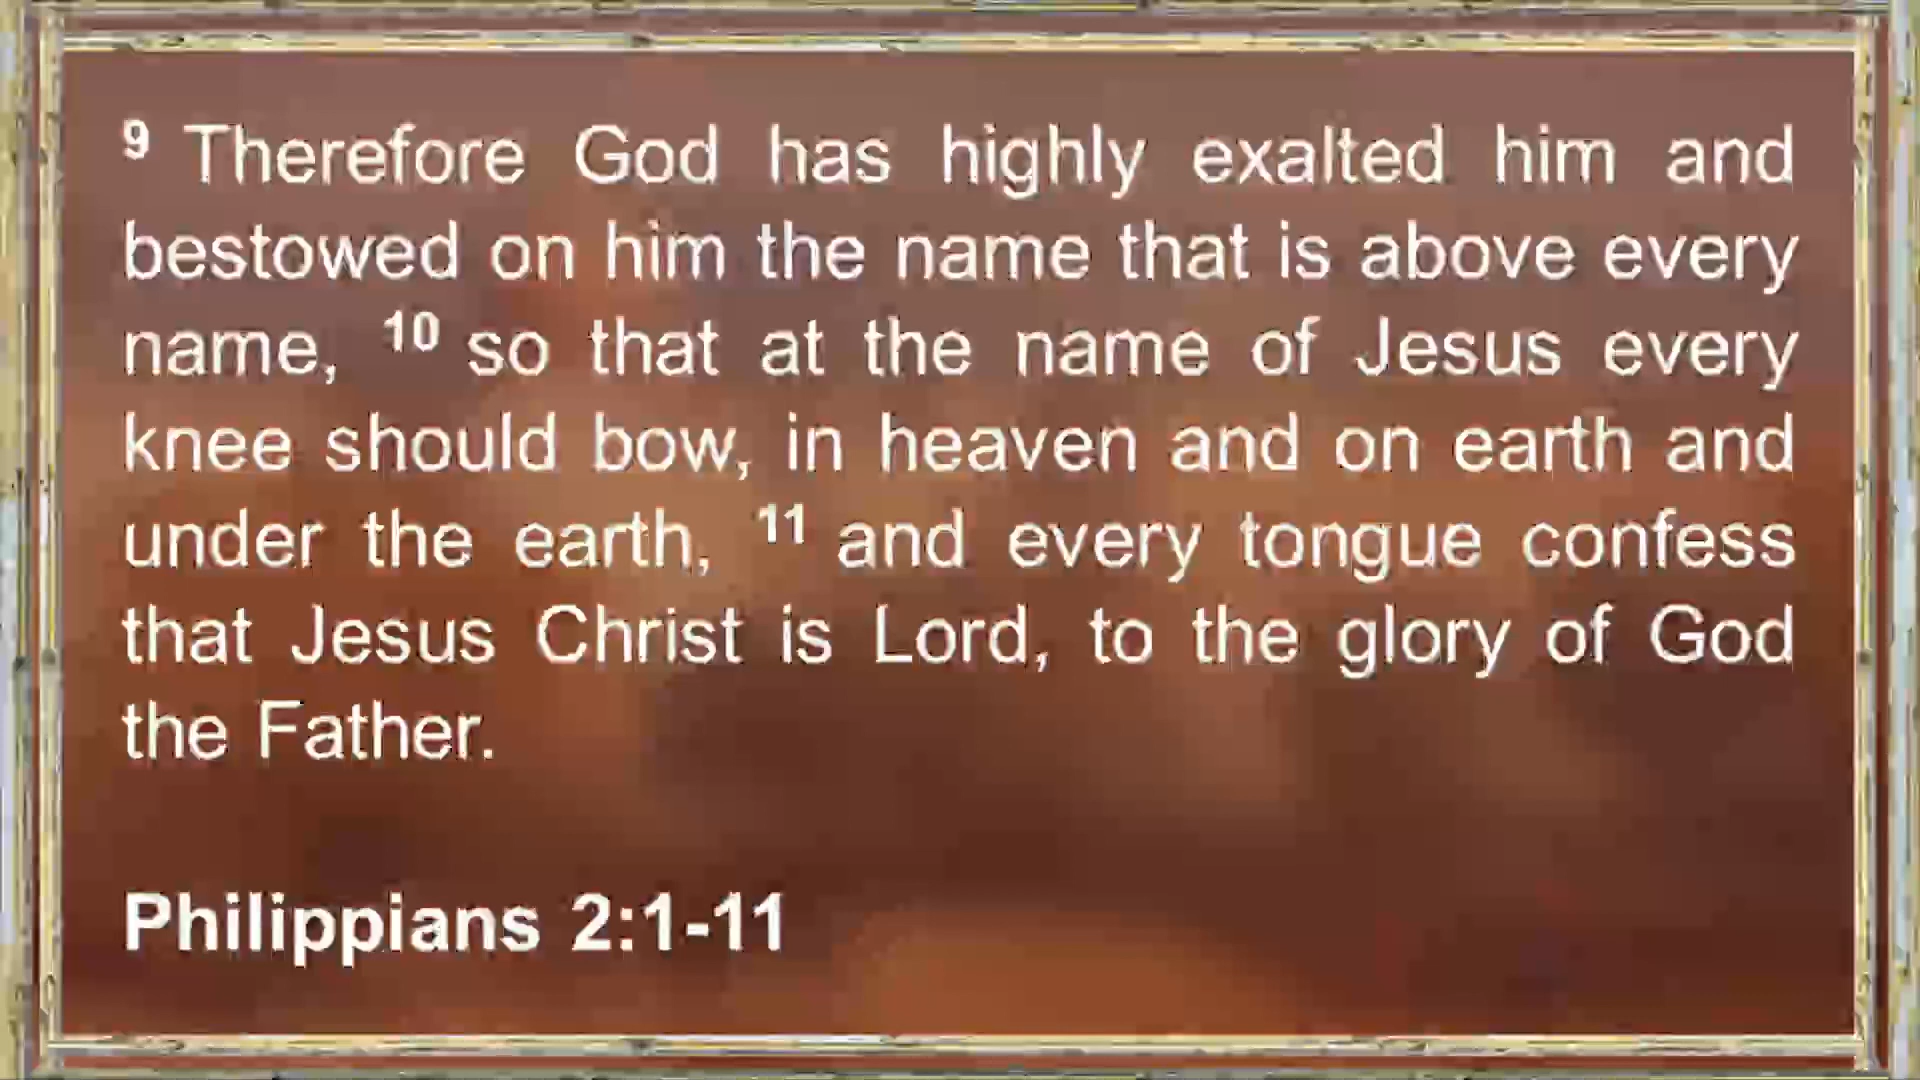 9 Therefore God has highly exalted him and
bestowed on him the name that is above every
name, 10 so that at the name of Jesus every
knee should bow, in heaven and on earth and
under the earth, 11 and every tongue confess
that Jesus Christ is Lord, to the glory of God
the Father.
Philippians 2:1-11